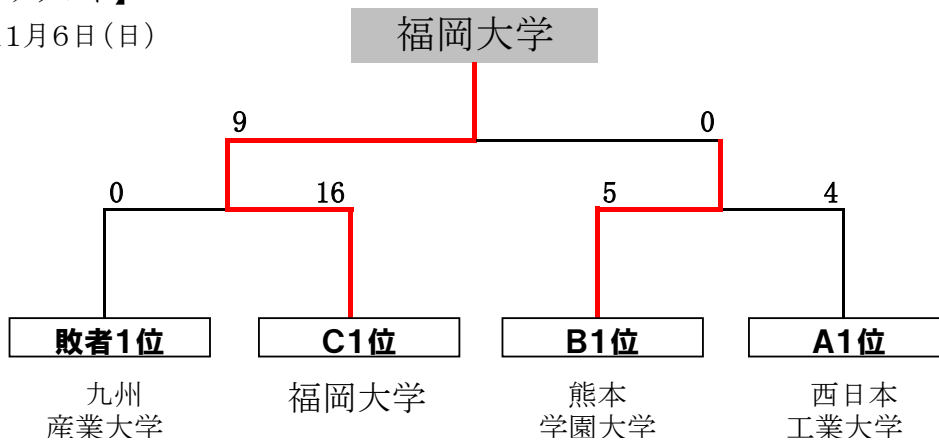 1月6日(日)
福岡大学
9 0
0 16 5 4
敗者1位 C1位 B1位 A1位
九州 福岡大学 熊本 西日本
産業大学 学園大学 工業大学